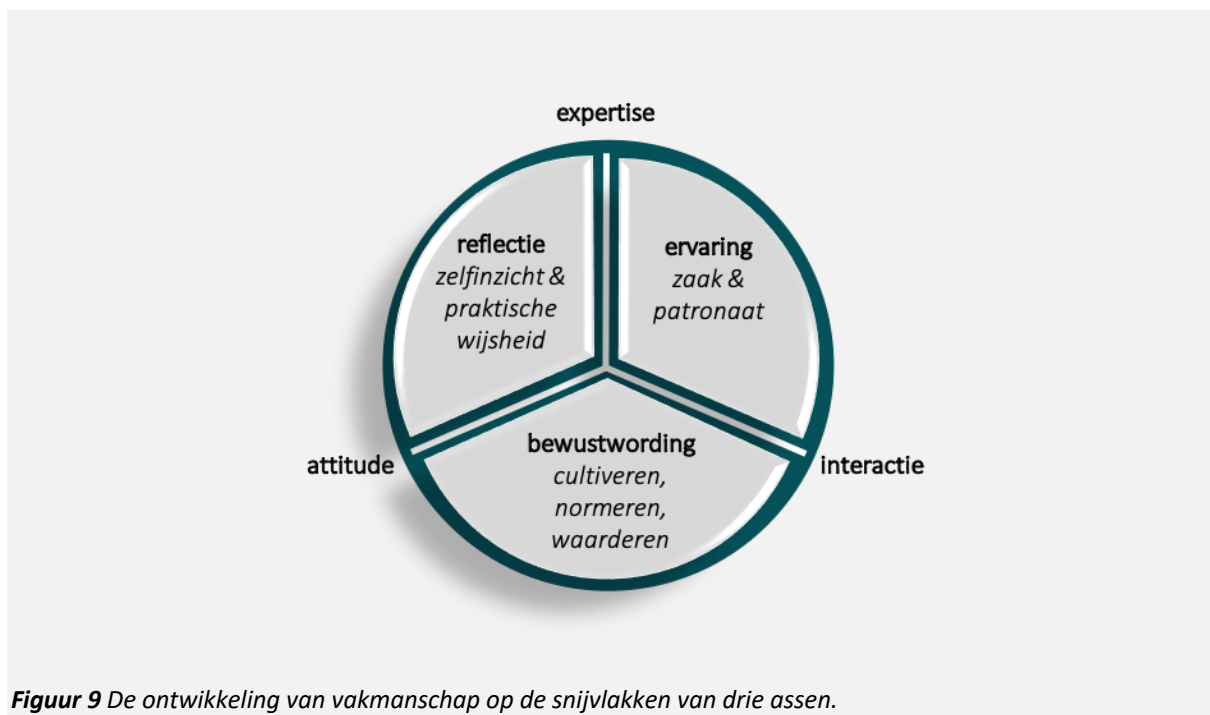 expertise
reflectie
zelfinzicht &
praktische
wijsheid
ervaring
zaak &
patronaat
attitude
bewustwording
cultiveren,
normeren,
waarderen
interactie
Figuur 9 De ontwikkeling van vakmanschap op de snijvlakken van drie assen.